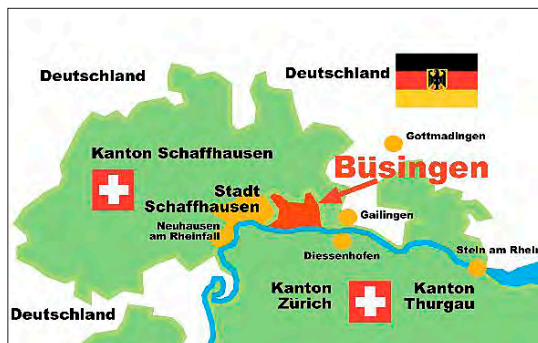 Deutschland
Deutschland
Gottmadingen
Kanton Schaffhausen
Büsingen
Stadt
Schaffhausen
Neuhausen
am Rheinfall
Gailingen
Diessenhofen
Stein am Rhein
Kanton
Zürich
Kanton
Thurgau
Deutschland